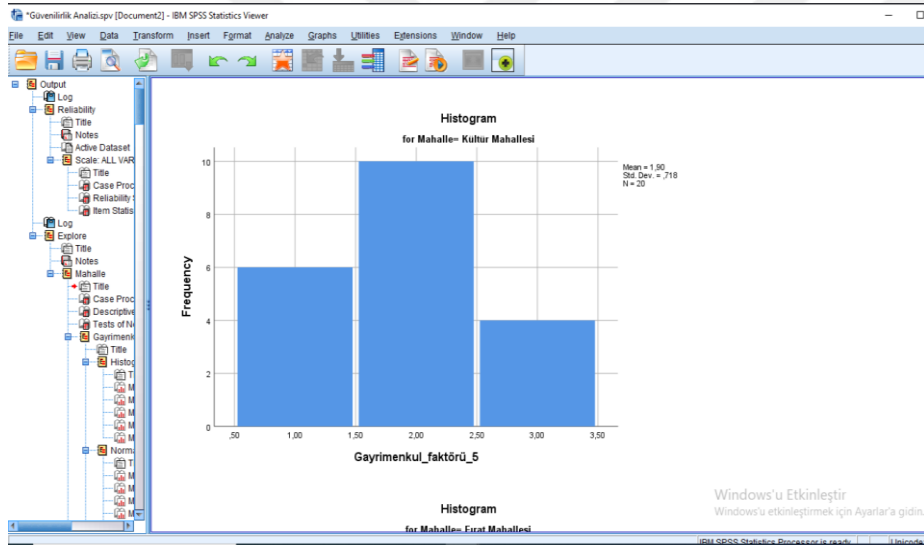 *Güvenilirlik Analizi.spv [Document2] - IBM SPSS Statistics Viewer
File Edit View Data Transform Insert Format Analyze Graphs Utilities Extensions Window Help
Output
Log
Reliability
Title
Notes
Active Dataset
Scale: ALL VAR
Title
Case Proc
Reliability
Item Statis
Log
Explore
Title
Notes
Mahalle
Title
Case Proc
Descriptive
Tests of N
Gayrimenk
Title
Histog
T
M
M
M
M
M
Norma
T
M
M
M
M
Histogram
for Mahalle= Kültür Mahallesi
Mean = 1,90
Std. Dev. = ,718
N = 20
10
8
6
4
2
0
Frequency
,50 1,00 1,50 2,00 2,50 3,00 3,50
Gayrimenkul_faktörü_5
Histogram
for Mahalle= Fırat Mahallesi
Windows'u Etkinleştir
Windows'u etkinleştirmek için Ayarlar'a gidin.
IBM SPSS Statistics Processor is ready Unicode